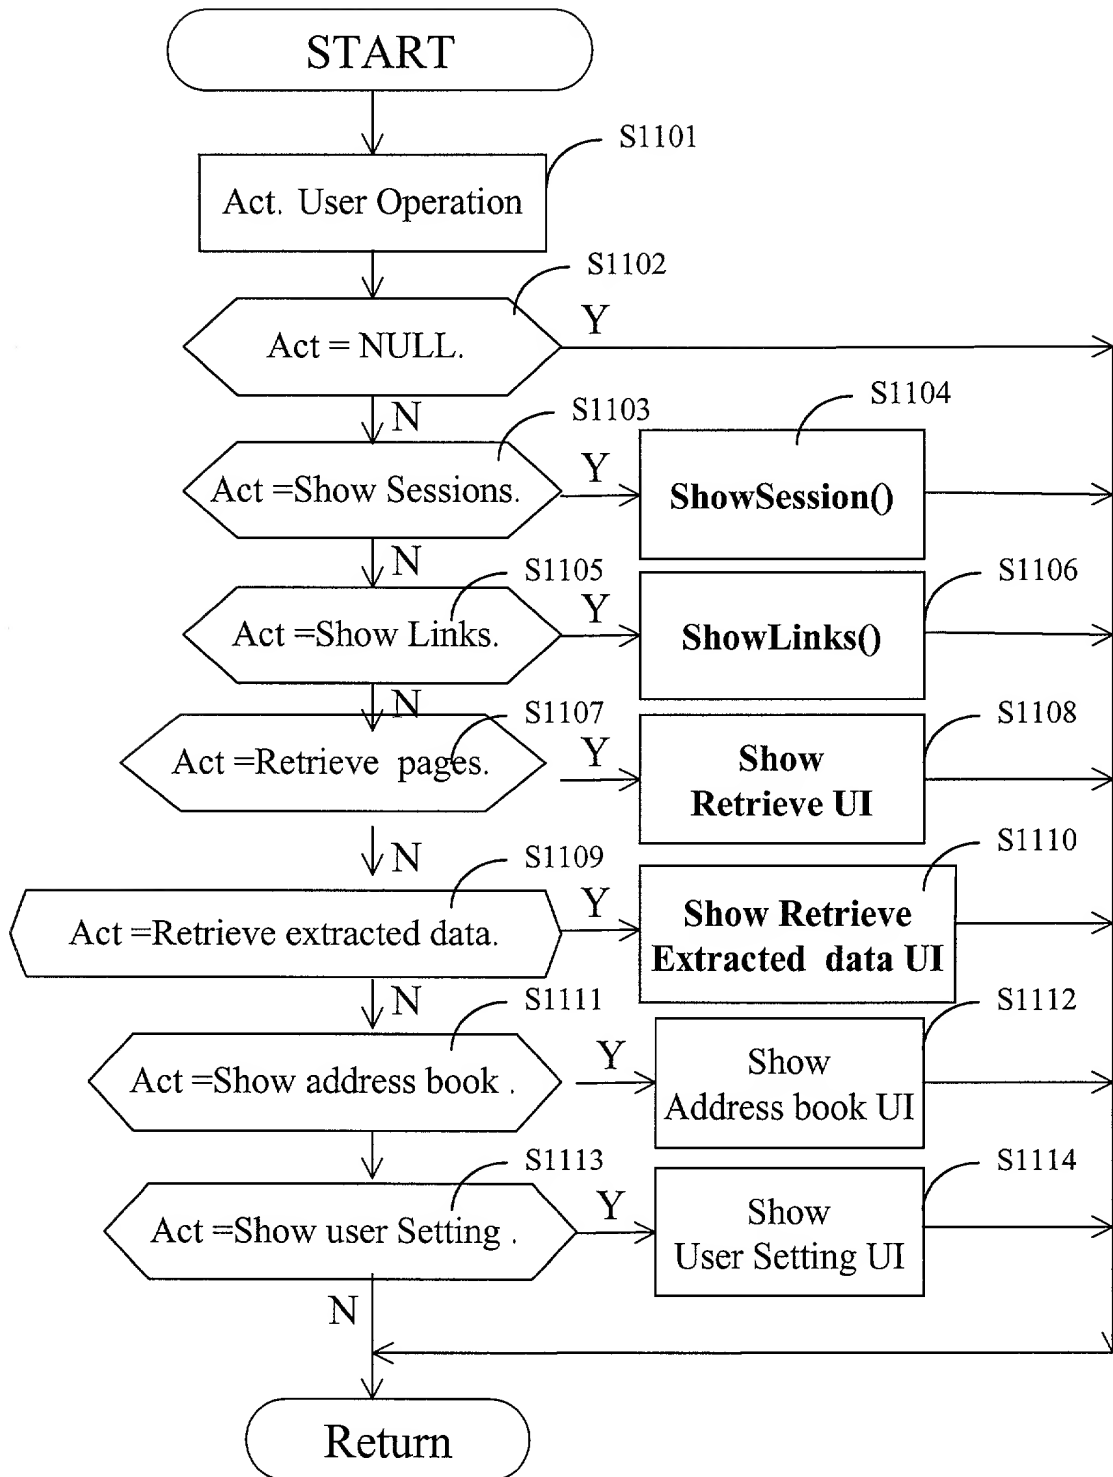 START
S1101
Act. User Operation
S1102
Act = NULL.
Y
N
S1103
S1104
Act =Show Sessions.
Y
ShowSession()
N
S1105
S1106
Act =Show Links.
Y
ShowLinks()
N
S1107
S1108
Act =Retrieve pages.
Y
Show
Retrieve UI
N
S1109
S1110
Act =Retrieve extracted data.
Y
Show Retrieve
Extracted data UI
N
S1111
S1112
Act =Show address book .
Y
Show
Address book UI
S1113
S1114
Act =Show user Setting .
Y
Show
User Setting UI
N
Return